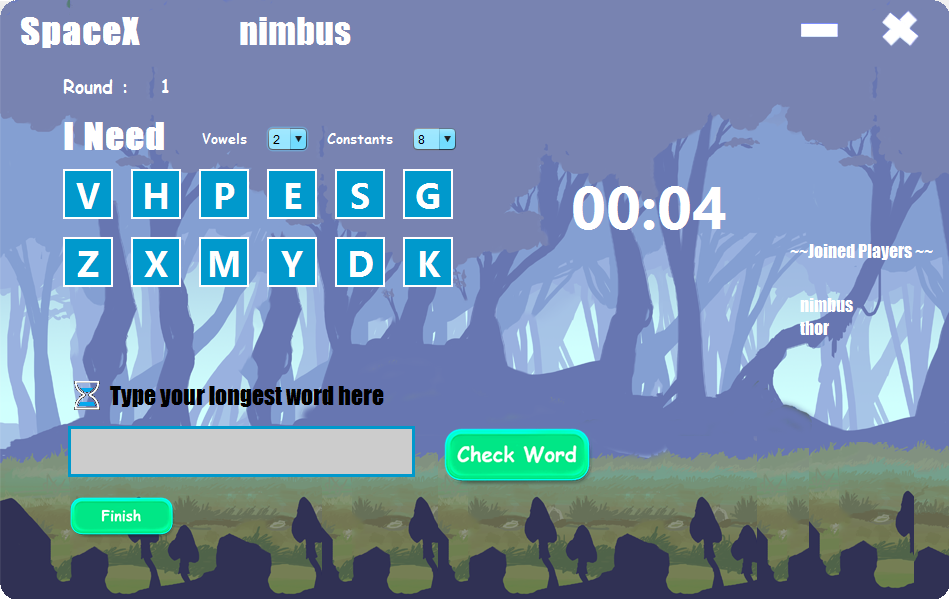 SpaceX nimbus
Round : 1
I Need Vowels 2 Constants 8
V H P E S G
00:04
Z X M Y D K
~~Joined Players ~~
nimbus
thor
Type your longest word here
Check Word
Finish